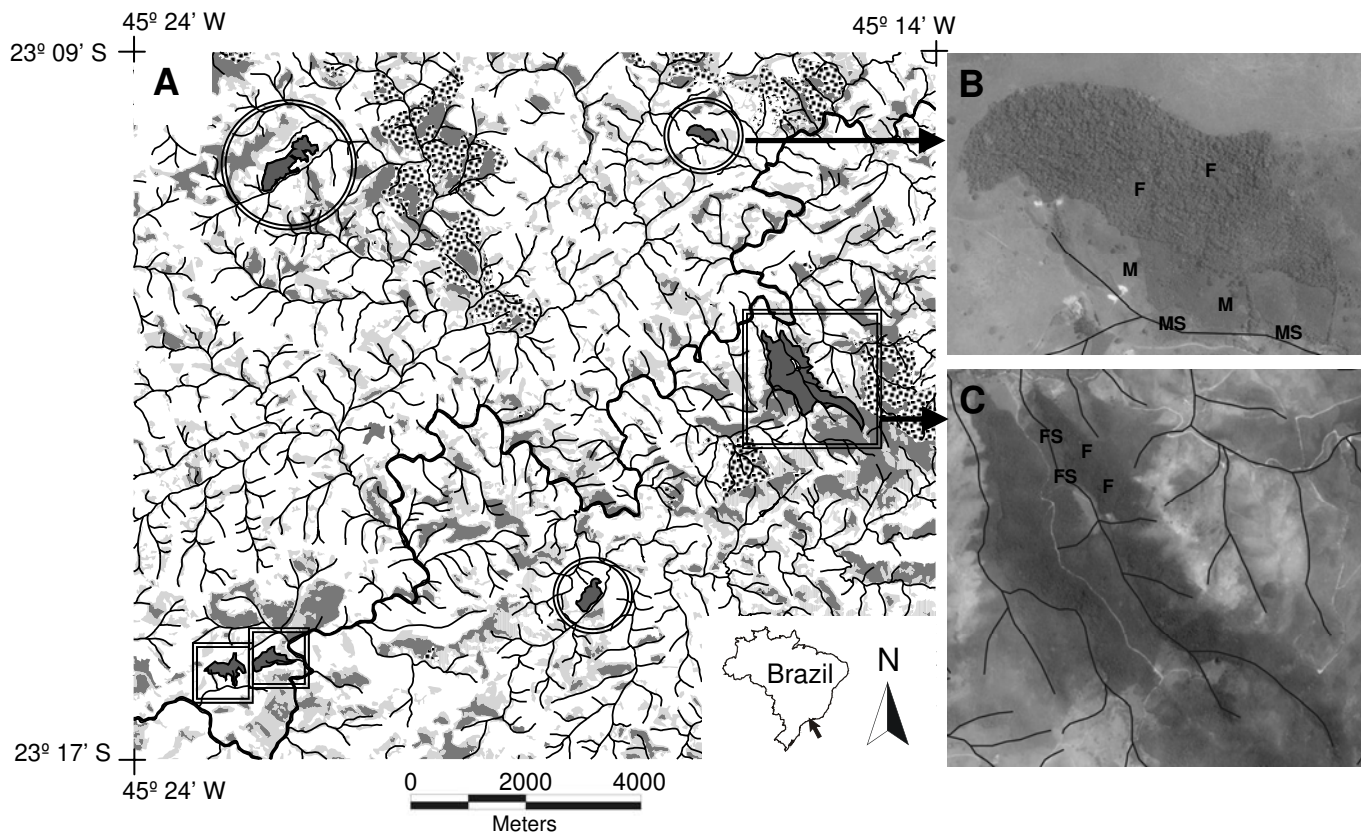 45º 24' W
45º 14' W
23º 09' S
A
B
F
F
M
M
MS
MS
C
FS
F
FS
F
Brazil
N
23º 17' S
45º 24' W
0
2000
4000
Meters